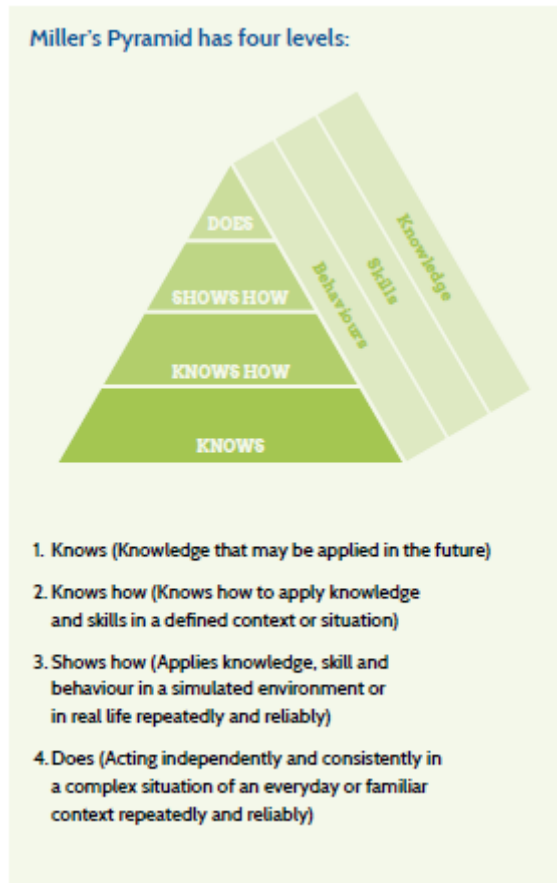 Miller's Pyramid has four levels:
DOES
SHOWS HOW
KNOWS HOW
KNOWS
Behaviours
Skills
Knowledge
1. Knows (Knowledge that may be applied in the future)
2. Knows how (Knows how to apply knowledge
and skills in a defined context or situation)
3. Shows how (Applies knowledge, skill and
behaviour in a simulated environment or
in real life repeatedly and reliably)
4. Does (Acting independently and consistently in
a complex situation of an everyday or familiar
context repeatedly and reliably)